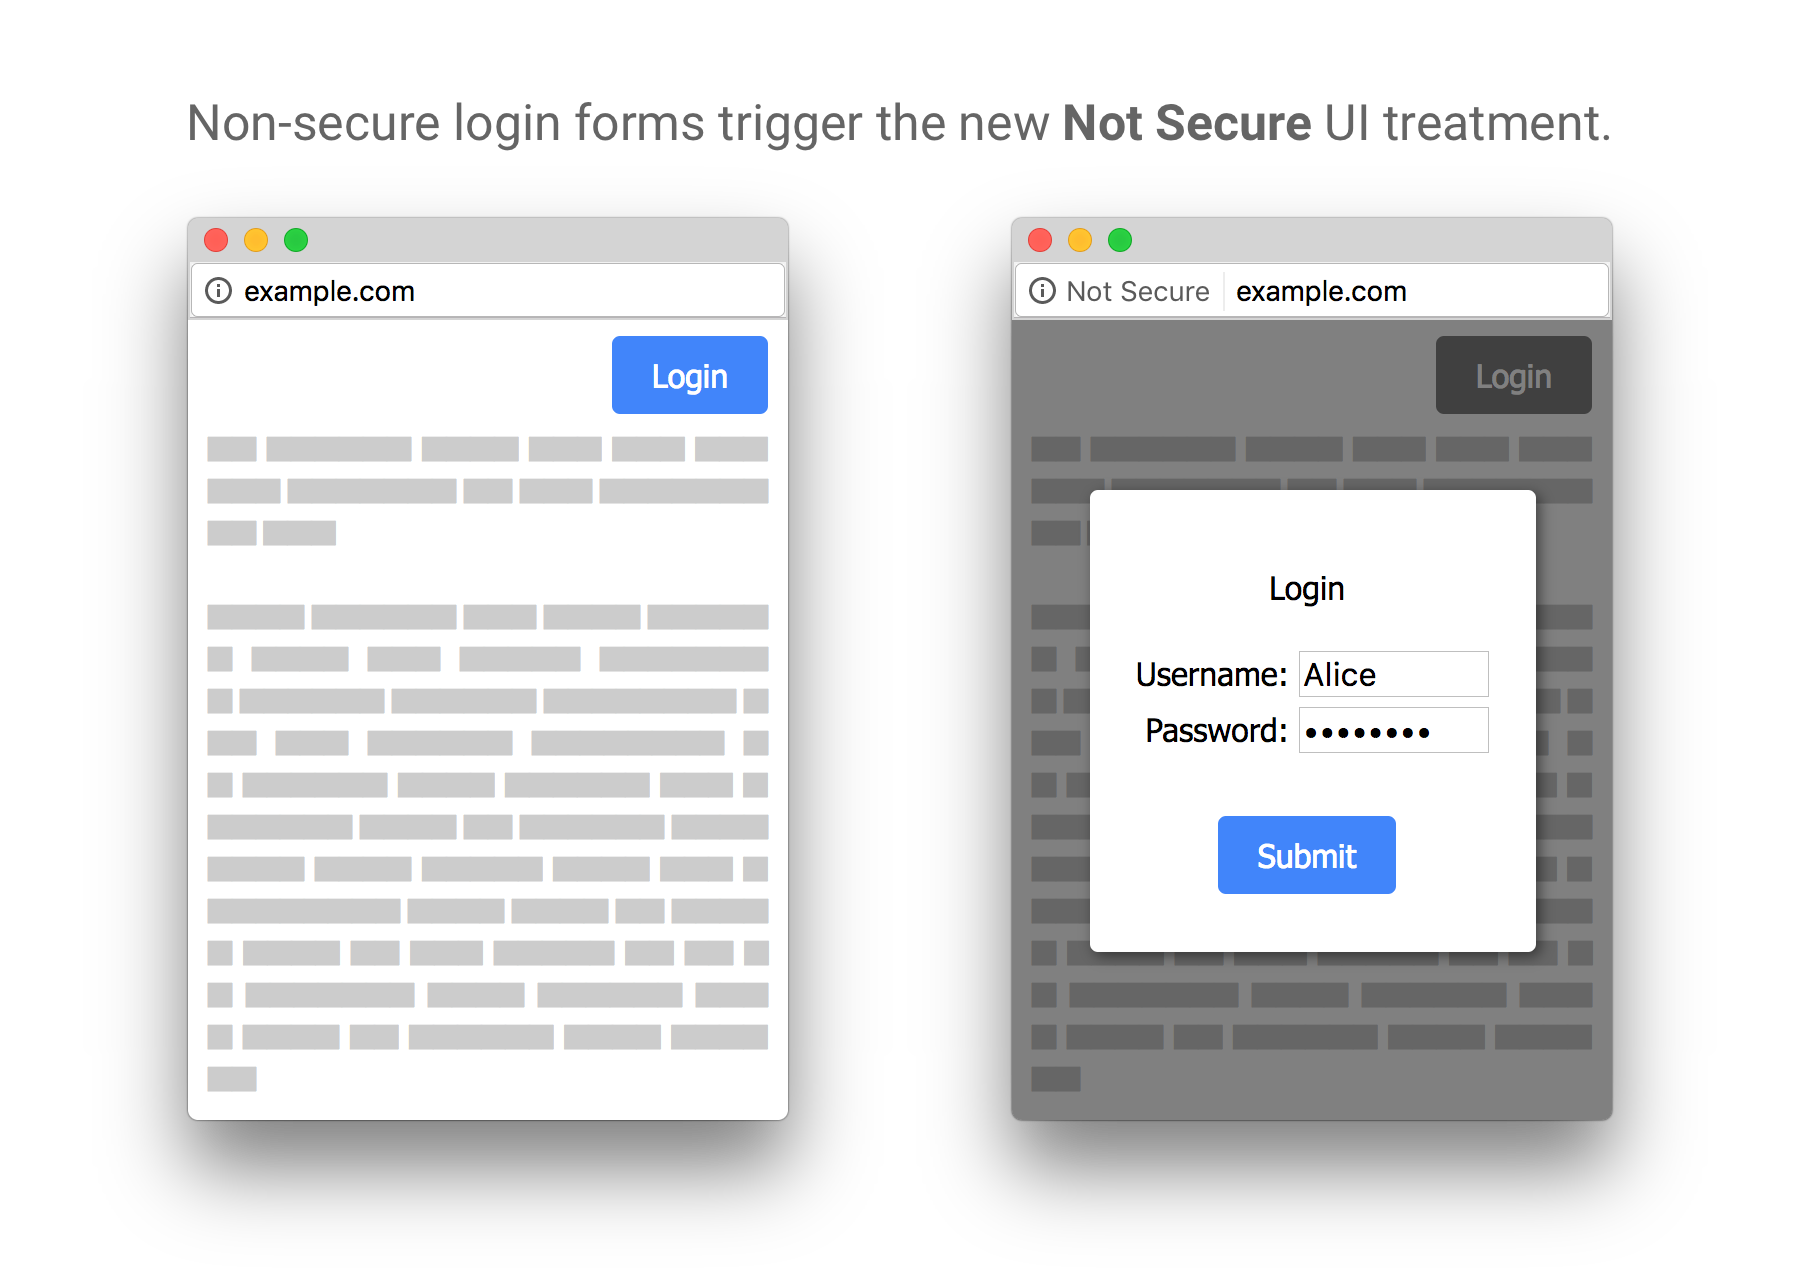 Non-secure login forms trigger the new Not Secure UI treatment.
example.com
Login
Not Secure example.com
Login
Login
Username: Alice
Password: ••••••••
Submit